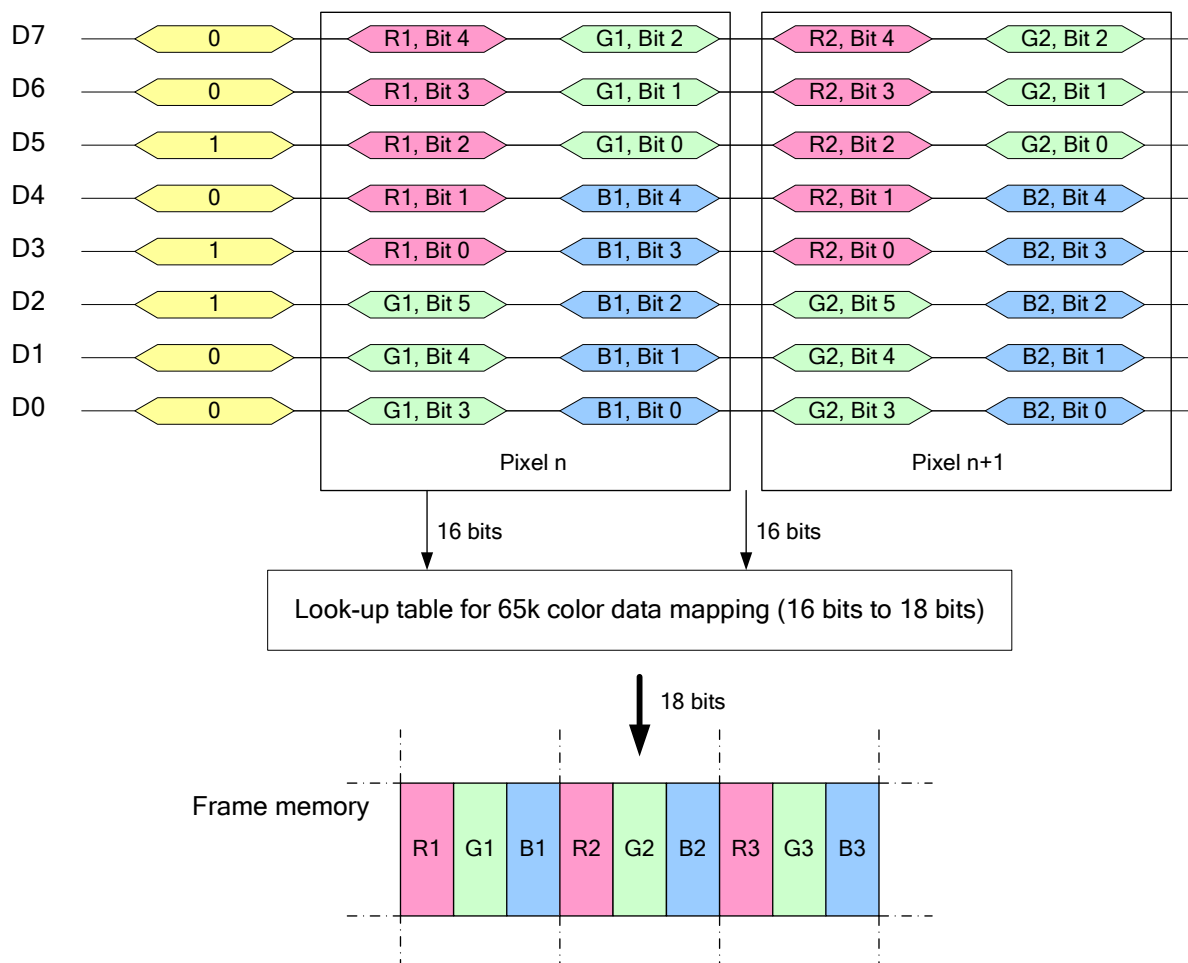 D7 0 R1, Bit 4 G1, Bit 2 R2, Bit 4 G2, Bit 2
D6 0 R1, Bit 3 G1, Bit 1 R2, Bit 3 G2, Bit 1
D5 1 R1, Bit 2 G1, Bit 0 R2, Bit 2 G2, Bit 0
D4 0 R1, Bit 1 B1, Bit 4 R2, Bit 1 B2, Bit 4
D3 1 R1, Bit 0 B1, Bit 3 R2, Bit 0 B2, Bit 3
D2 1 G1, Bit 5 B1, Bit 2 G2, Bit 5 B2, Bit 2
D1 0 G1, Bit 4 B1, Bit 1 G2, Bit 4 B2, Bit 1
D0 0 G1, Bit 3 B1, Bit 0 G2, Bit 3 B2, Bit 0
Pixel n Pixel n+1
16 bits 16 bits
Look-up table for 65k color data mapping (16 bits to 18 bits)
18 bits
Frame memory
R1 G1 B1 R2 G2 B2 R3 G3 B3